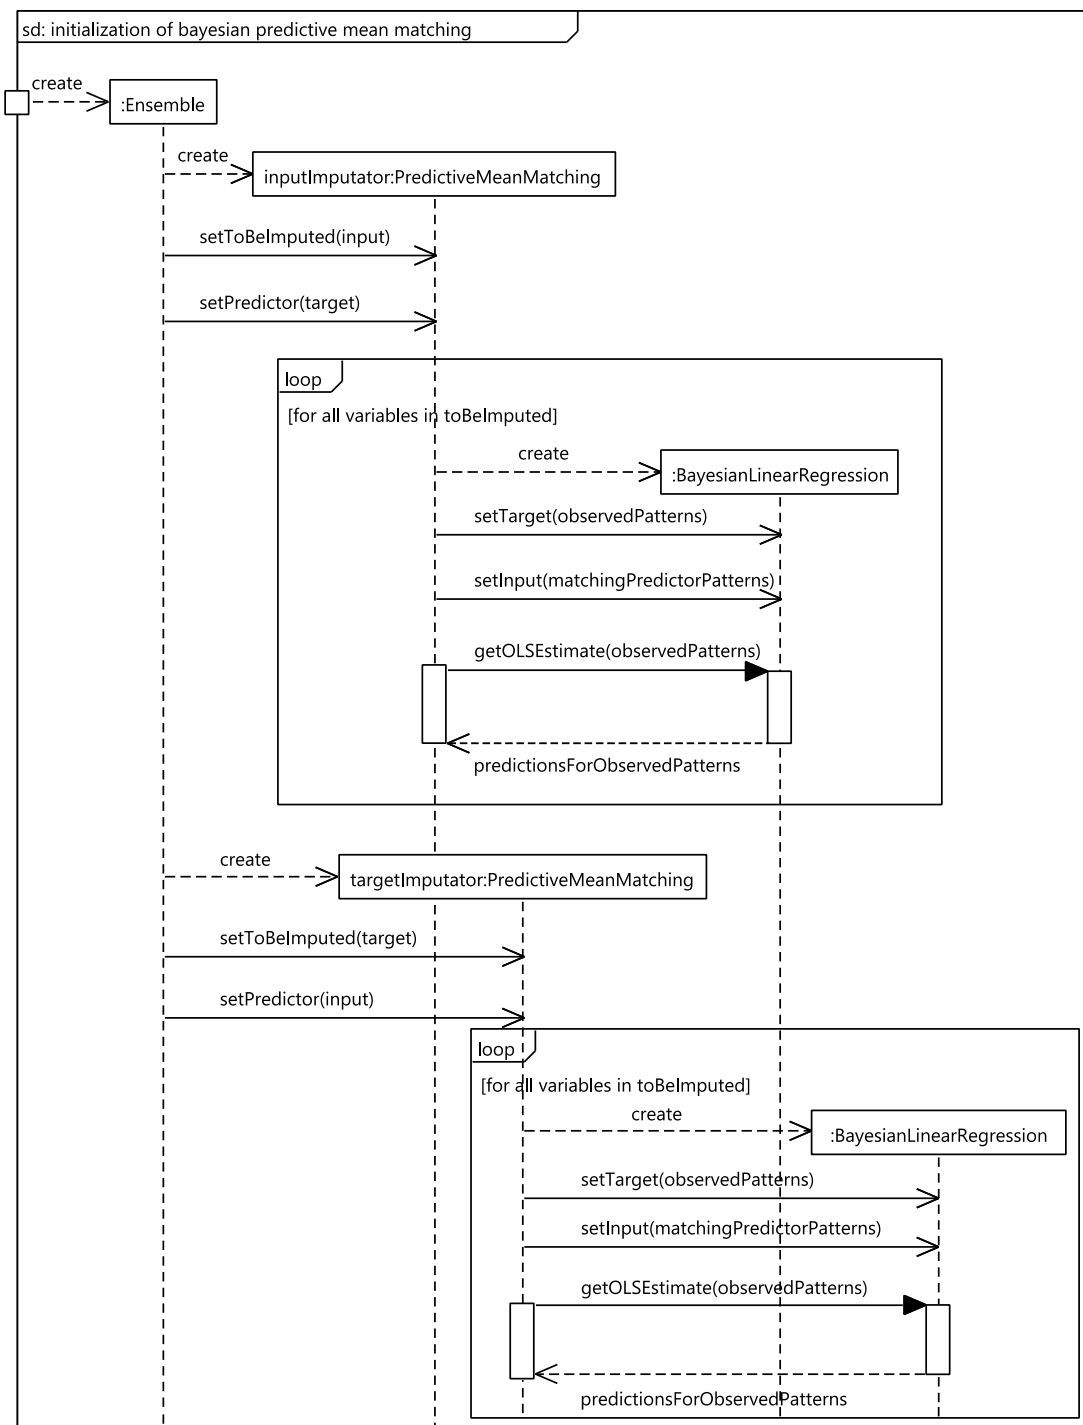 sd: initialization of bayesian predictive mean matching
create
:Ensemble
create
inputImputator:PredictiveMeanMatching
setToBeImputed(input)
setPredictor(target)
loop
[for all variables in toBeImputed]
create
:BayesianLinearRegression
setTarget(observedPatterns)
setInput(matchingPredictorPatterns)
getOLSEstimate(observedPatterns)
predictionsForObservedPatterns
create
targetImputator:PredictiveMeanMatching
setToBeImputed(target)
setPredictor(input)
loop
[for all variables in toBeImputed]
create
:BayesianLinearRegression
setTarget(observedPatterns)
setInput(matchingPredictorPatterns)
getOLSEstimate(observedPatterns)
predictionsForObservedPatterns